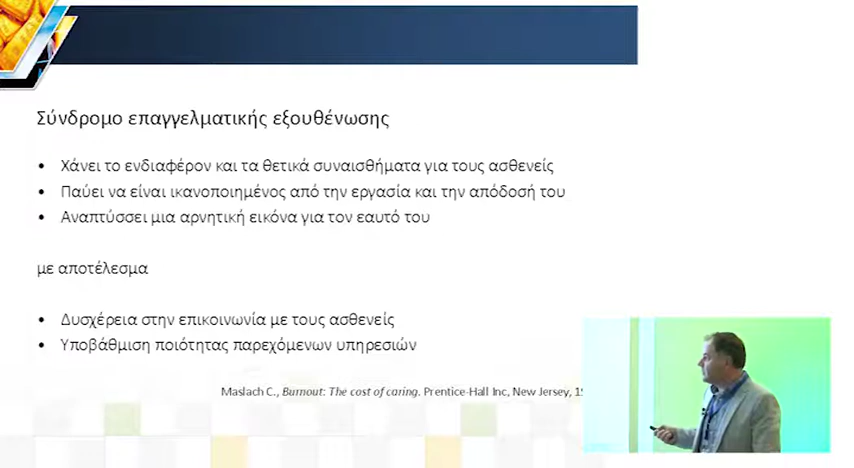 Σύνδρομο επαγγελματικής εξουθένωσης
• Χάνει το ενδιαφέρον και τα θετικά συναισθήματα για τους ασθενείς
• Παύει να είναι ικανοποιημένος από την εργασία και την απόδοσή του
• Αναπτύσσει μια αρνητική εικόνα για τον εαυτό του
με αποτέλεσμα
• Δυσχέρεια στην επικοινωνία με τους ασθενείς
• Υποβάθμιση ποιότητας παρεχόμενων υπηρεσιών
Maslach C., Burnout: The cost of caring. Prentice-Hall Inc, New Jersey,